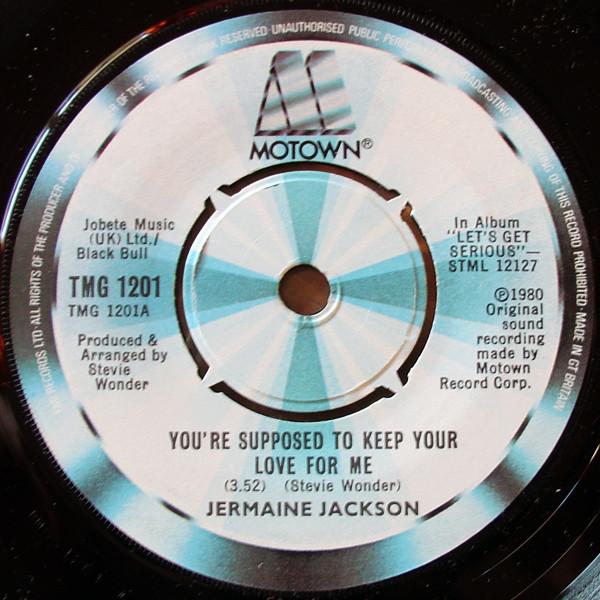 MOTOWN®
Jobete Music
(UK) Ltd./
Black Bull
TMG 1201
TMG 1201A
Produced &
Arranged by
Stevie
Wonder
In Album
"LET'S GET
SERIOUS"—
STML 12127
℗1980
Original
sound
recording
made by
Motown
Record Corp.
YOU'RE SUPPOSED TO KEEP YOUR
LOVE FOR ME
(3.52) (Stevie Wonder)
JERMAINE JACKSON
RECORDS LTD·ALL RIGHTS OF THE PRODUCER AND
OF THE
RESERVED·UNAUTHORISED PUBLIC
OF THIS RECORD PROHIBITED·MADE IN GT BRITAIN